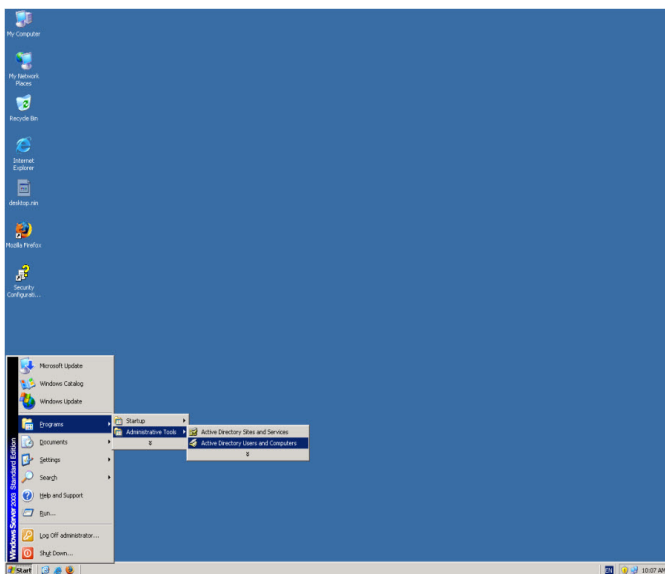 My Computer
My Network
Places
Recycle Bin
Internet
Explorer
desktop.nin
Mozilla Firefox
Security
Configurati...
Microsoft Update
Windows Catalog
Windows Update
Programs
Documents
Settings
Search
Help and Support
Run...
Log Off administrator...
Shut Down...
Windows Server 2003 Standard Edition
Startup
Administrative Tools
Active Directory Sites and Services
Active Directory Users and Computers
Start
EN
10:07 AM